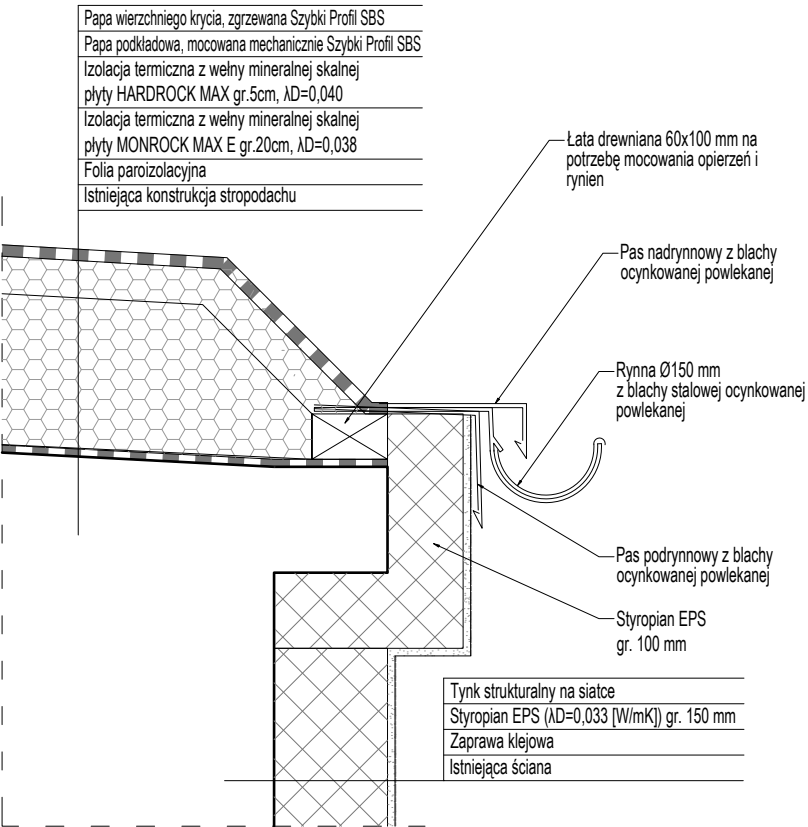 Papa wierzchniego krycia, zgrzewana Szybki Profil SBS
Papa podkładowa, mocowana mechanicznie Szybki Profil SBS
Izolacja termiczna z wełny mineralnej skalnej
płyty HARDROCK MAX gr.5cm, λD=0,040
Izolacja termiczna z wełny mineralnej skalnej
płyty MONROCK MAX E gr.20cm, λD=0,038
Folia paroizolacyjna
Istniejąca konstrukcja stropodachu
Łata drewniana 60x100 mm na
potrzebę mocowania opierzeń i
rynien
Pas nadrynnowy z blachy
ocynkowanej powlekanej
Rynna Ø150 mm
z blachy stalowej ocynkowanej
powlekanej
Pas podrynnowy z blachy
ocynkowanej powlekanej
Styropian EPS
gr. 100 mm
Tynk strukturalny na siatce
Styropian EPS (λD=0,033 [W/mK]) gr. 150 mm
Zaprawa klejowa
Istniejąca ściana